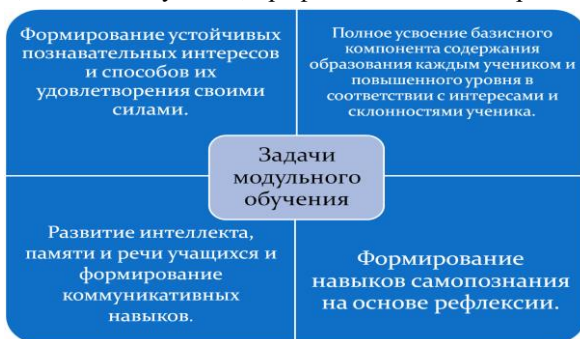 Формирование устойчивых
познавательных интересов
и способов их
удовлетворения своими
силами.
Полное усвоение базисного
компонента содержания
образования каждым учеником и
повышенного уровня в
соответствии с интересами и
склонностями ученика.
Задачи
модульного
обучения
Развитие интеллекта,
памяти и речи учащихся и
формирование
коммуникативных
навыков.
Формирование
навыков самопознания
на основе рефлексии.